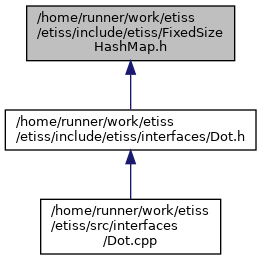 /home/runner/work/etiss
/etiss/include/etiss/FixedSize
HashMap.h
/home/runner/work/etiss
/etiss/include/etiss/interfaces/Dot.h
/home/runner/work/etiss
/etiss/src/interfaces
/Dot.cpp